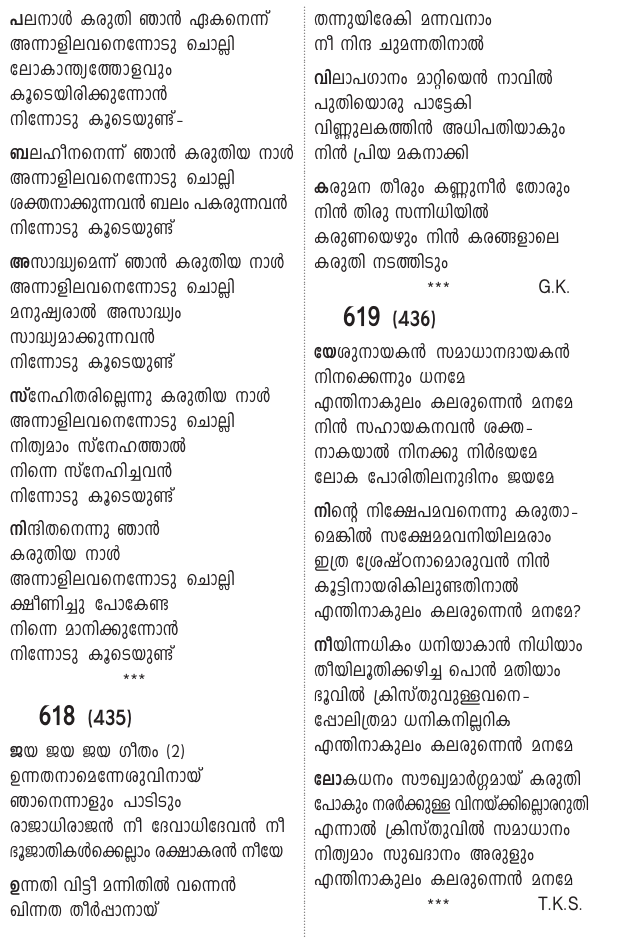 പലനാൾ കരുതി ഞാൻ ഏകനെന്ന്
അന്നാളിലവനെന്നോടു ചൊല്ലി
ലോകാന്ത്യത്തോളവും
കൂടെയിരിക്കുന്നോൻ
നിന്നോടു കൂടെയുണ്ട്-
ബലഹീനനെന്ന് ഞാൻ കരുതിയ നാൾ
അന്നാളിലവനെന്നോടു ചൊല്ലി
ശക്തനാക്കുന്നവൻ ബലം പകരുന്നവൻ
നിന്നോടു കൂടെയുണ്ട്
അസാദ്ധ്യമെന്ന് ഞാൻ കരുതിയ നാൾ
അന്നാളിലവനെന്നോടു ചൊല്ലി
മനുഷ്യരാൽ അസാദ്ധ്യം
സാദ്ധ്യമാക്കുന്നവൻ
നിന്നോടു കൂടെയുണ്ട്
സ്നേഹിതരില്ലെന്നു കരുതിയ നാൾ
അന്നാളിലവനെന്നോടു ചൊല്ലി
നിത്യമാം സ്നേഹത്താൽ
നിന്നെ സ്നേഹിച്ചവൻ
നിന്നോടു കൂടെയുണ്ട്
നിന്ദിതനെന്നു ഞാൻ
കരുതിയ നാൾ
അന്നാളിലവനെന്നോടു ചൊല്ലി
ക്ഷീണിച്ചു പോകേണ്ട
നിന്നെ മാനിക്കുന്നോൻ
നിന്നോടു കൂടെയുണ്ട്
***
618 (435)
ജയ ജയ ജയ ഗീതം (2)
ഉന്നതനാമെന്നേശുവിനായ്
ഞാനെന്നാളും പാടിടും
രാജാധിരാജൻ നീ ദേവാധിദേവൻ നീ
ഭൂജാതികൾക്കെല്ലാം രക്ഷാകരൻ നീയേ
ഉന്നതി വിട്ടീ മന്നിതിൽ വന്നെൻ
ഖിന്നത തീർപ്പാനായ്
തന്നുയിരേകി മന്നവനാം
നീ നിന്ദ ചുമന്നതിനാൽ
വിലാപഗാനം മാറ്റിയെൻ നാവിൽ
പുതിയൊരു പാട്ടേകി
വിണ്ണുലകത്തിൻ അധിപതിയാകും
നിൻ പ്രിയ മകനാക്കി
കരുമന തീരും കണ്ണുനീർ തോരും
നിൻ തിരു സന്നിധിയിൽ
കരുണയെഴും നിൻ കരങ്ങളാലെ
കരുതി നടത്തിടും
*** G.K.
619 (436)
യേശുനായകൻ സമാധാനദായകൻ
നിനക്കെന്നും ധനമേ
എന്തിനാകുലം കലരുന്നെൻ മനമേ
നിൻ സഹായകനവൻ ശക്ത-
നാകയാൽ നിനക്കു നിർഭയമേ
ലോക പോരിതിലനുദിനം ജയമേ
നിന്റെ നിക്ഷേപമവനെന്നു കരുതാ-
മെങ്കിൽ സക്ഷേമമവനിയിലമരാം
ഇത്ര ശ്രേഷ്ഠനാമൊരുവൻ നിൻ
കൂട്ടിനായരികിലുണ്ടതിനാൽ
എന്തിനാകുലം കലരുന്നെൻ മനമേ?
നീയിന്നധികം ധനിയാകാൻ നിധിയാം
തീയിലൂതിക്കഴിച്ച പൊൻ മതിയാം
ഭൂവിൽ ക്രിസ്തുവുള്ളവനെ-
പ്പോലിത്രമാ ധനികനില്ലറിക
എന്തിനാകുലം കലരുന്നെൻ മനമേ
ലോകധനം സൗഖ്യമാർഗ്ഗമായ് കരുതി
പോകും നരർക്കുള്ള വിനയ്ക്കില്ലൊരറുതി
എന്നാൽ ക്രിസ്തുവിൽ സമാധാനം
നിത്യമാം സുഖദാനം അരുളും
എന്തിനാകുലം കലരുന്നെൻ മനമേ
*** T.K.S.